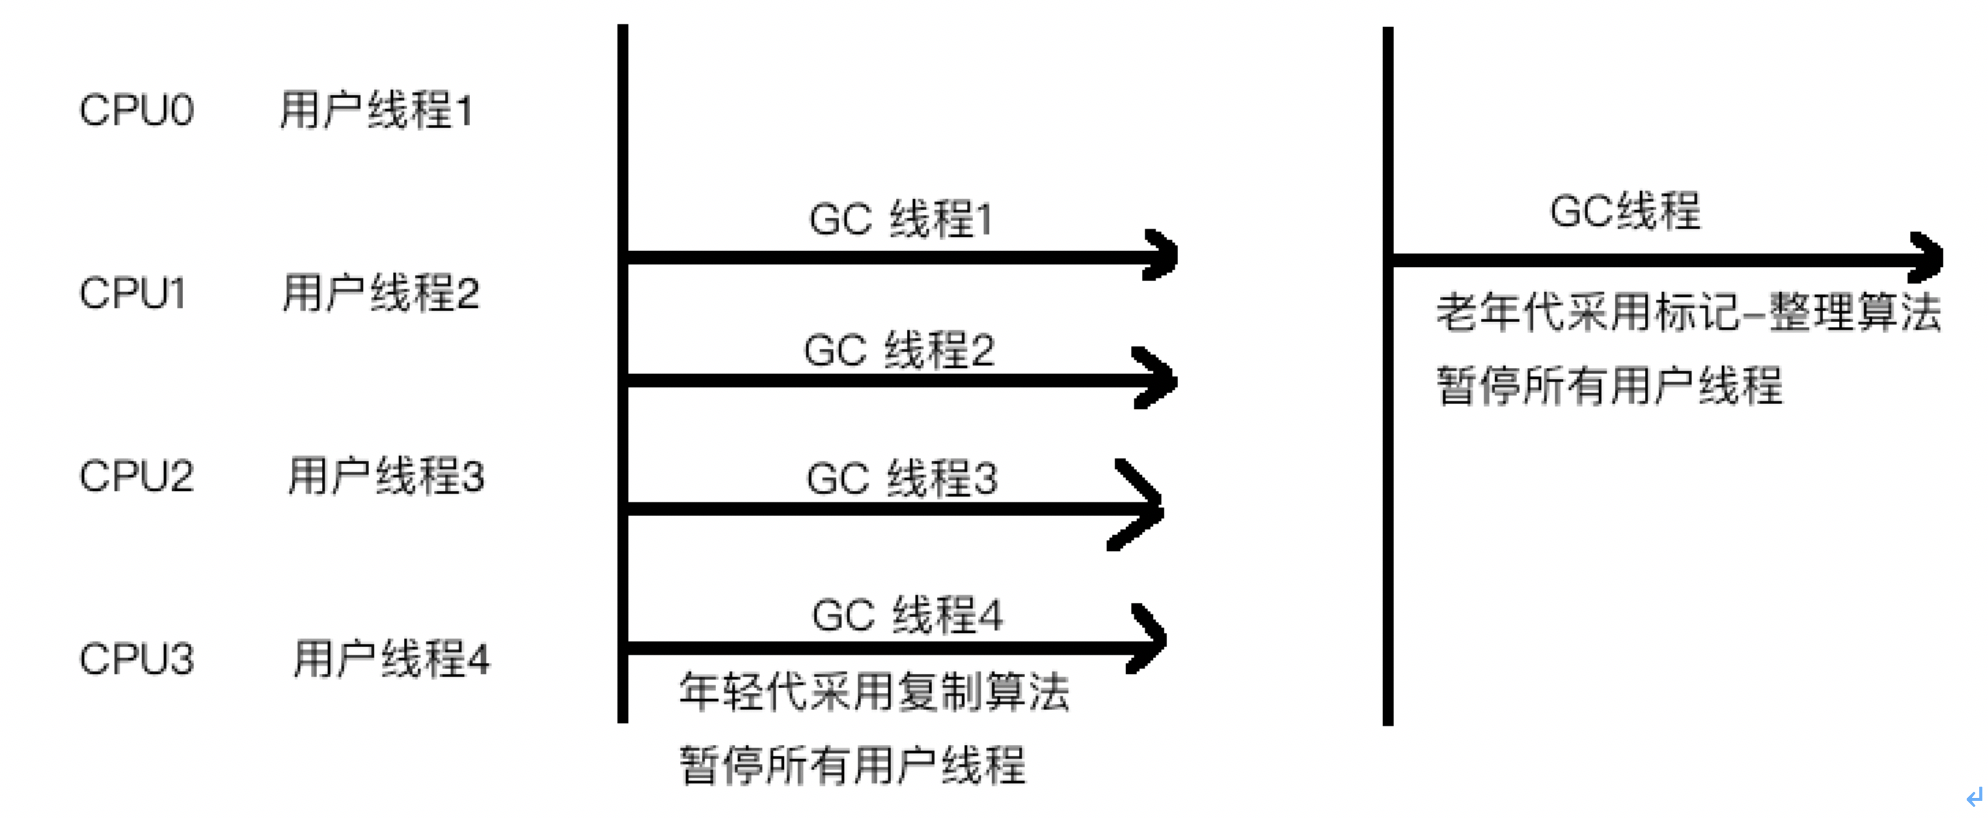 CPU0 用户线程1
CPU1 用户线程2
CPU2 用户线程3
CPU3 用户线程4
GC 线程1
GC 线程2
GC 线程3
GC 线程4
年轻代采用复制算法
暂停所有用户线程
GC线程
老年代采用标记-整理算法
暂停所有用户线程